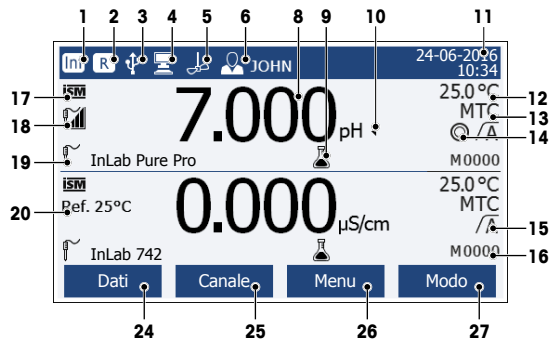 1 2 3 4 5 6 8 9 10 11
Inr R JOHN 24-06-2016
10:34
17 ISM 7.000 pH 25.0 °C 12
18 MTC 13
/A 14
19 InLab Pure Pro M0000
ISM 0.000 µS/cm 25.0 °C
20 Ref. 25°C MTC
/A 15
InLab 742 M0000 16
Dati Canale Menu Modo
24 25 26 27